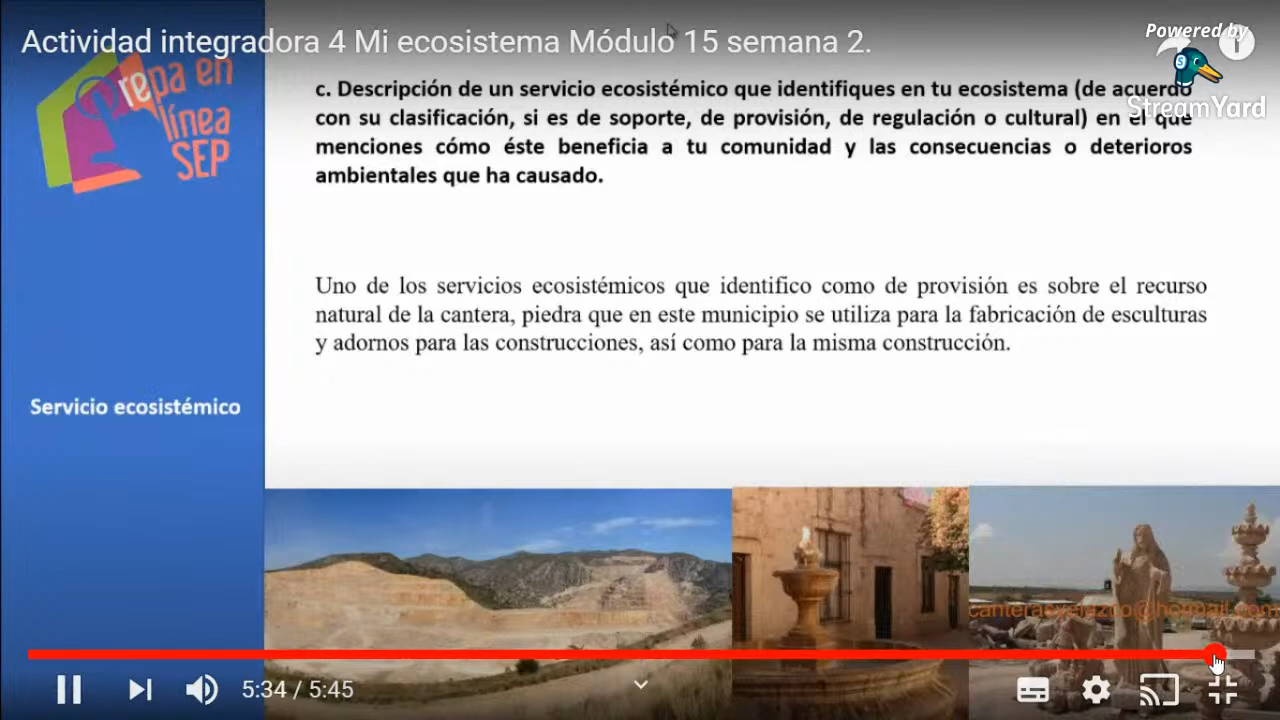 Actividad integradora 4 Mi ecosistema Módulo 15 semana 2.
Powered by
StreamYard
Prepa en
línea
SEP
c. Descripción de un servicio ecosistémico que identifiques en tu ecosistema (de acuerdo
con su clasificación, si es de soporte, de provisión, de regulación o cultural) en el que
menciones cómo éste beneficia a tu comunidad y las consecuencias o deterioros
ambientales que ha causado.
Uno de los servicios ecosistémicos que identifico como de provisión es sobre el recurso
natural de la cantera, piedra que en este municipio se utiliza para la fabricación de esculturas
y adornos para las construcciones, así como para la misma construcción.
Servicio ecosistémico
5:34 / 5:45